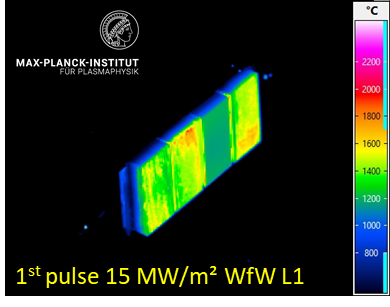 °C
MAX-PLANCK-INSTITUT
FÜR PLASMAPHYSIK
2200
2000
1800
1600
1400
1200
1000
800
1st pulse 15 MW/m² WfW L1